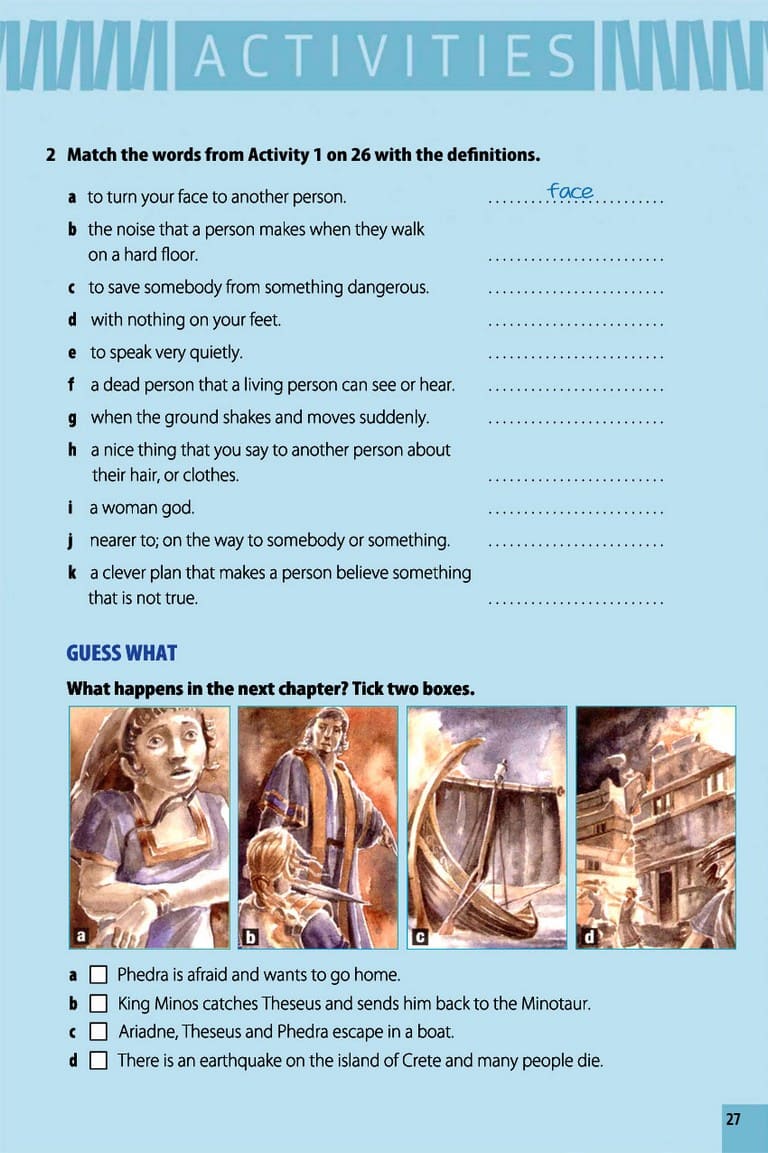 ACTIVITIES
2 Match the words from Activity 1 on 26 with the definitions.
a to turn your face to another person. ......................... face
b the noise that a person makes when they walk
on a hard floor. .........................
c to save somebody from something dangerous. .........................
d with nothing on your feet. .........................
e to speak very quietly. .........................
f a dead person that a living person can see or hear. .........................
g when the ground shakes and moves suddenly. .........................
h a nice thing that you say to another person about
their hair, or clothes. .........................
i a woman god. .........................
j nearer to; on the way to somebody or something. .........................
k a clever plan that makes a person believe something
that is not true. .........................
GUESS WHAT
What happens in the next chapter? Tick two boxes.
a b c d
a Phedra is afraid and wants to go home.
b King Minos catches Theseus and sends him back to the Minotaur.
c Ariadne, Theseus and Phedra escape in a boat.
d There is an earthquake on the island of Crete and many people die.
27